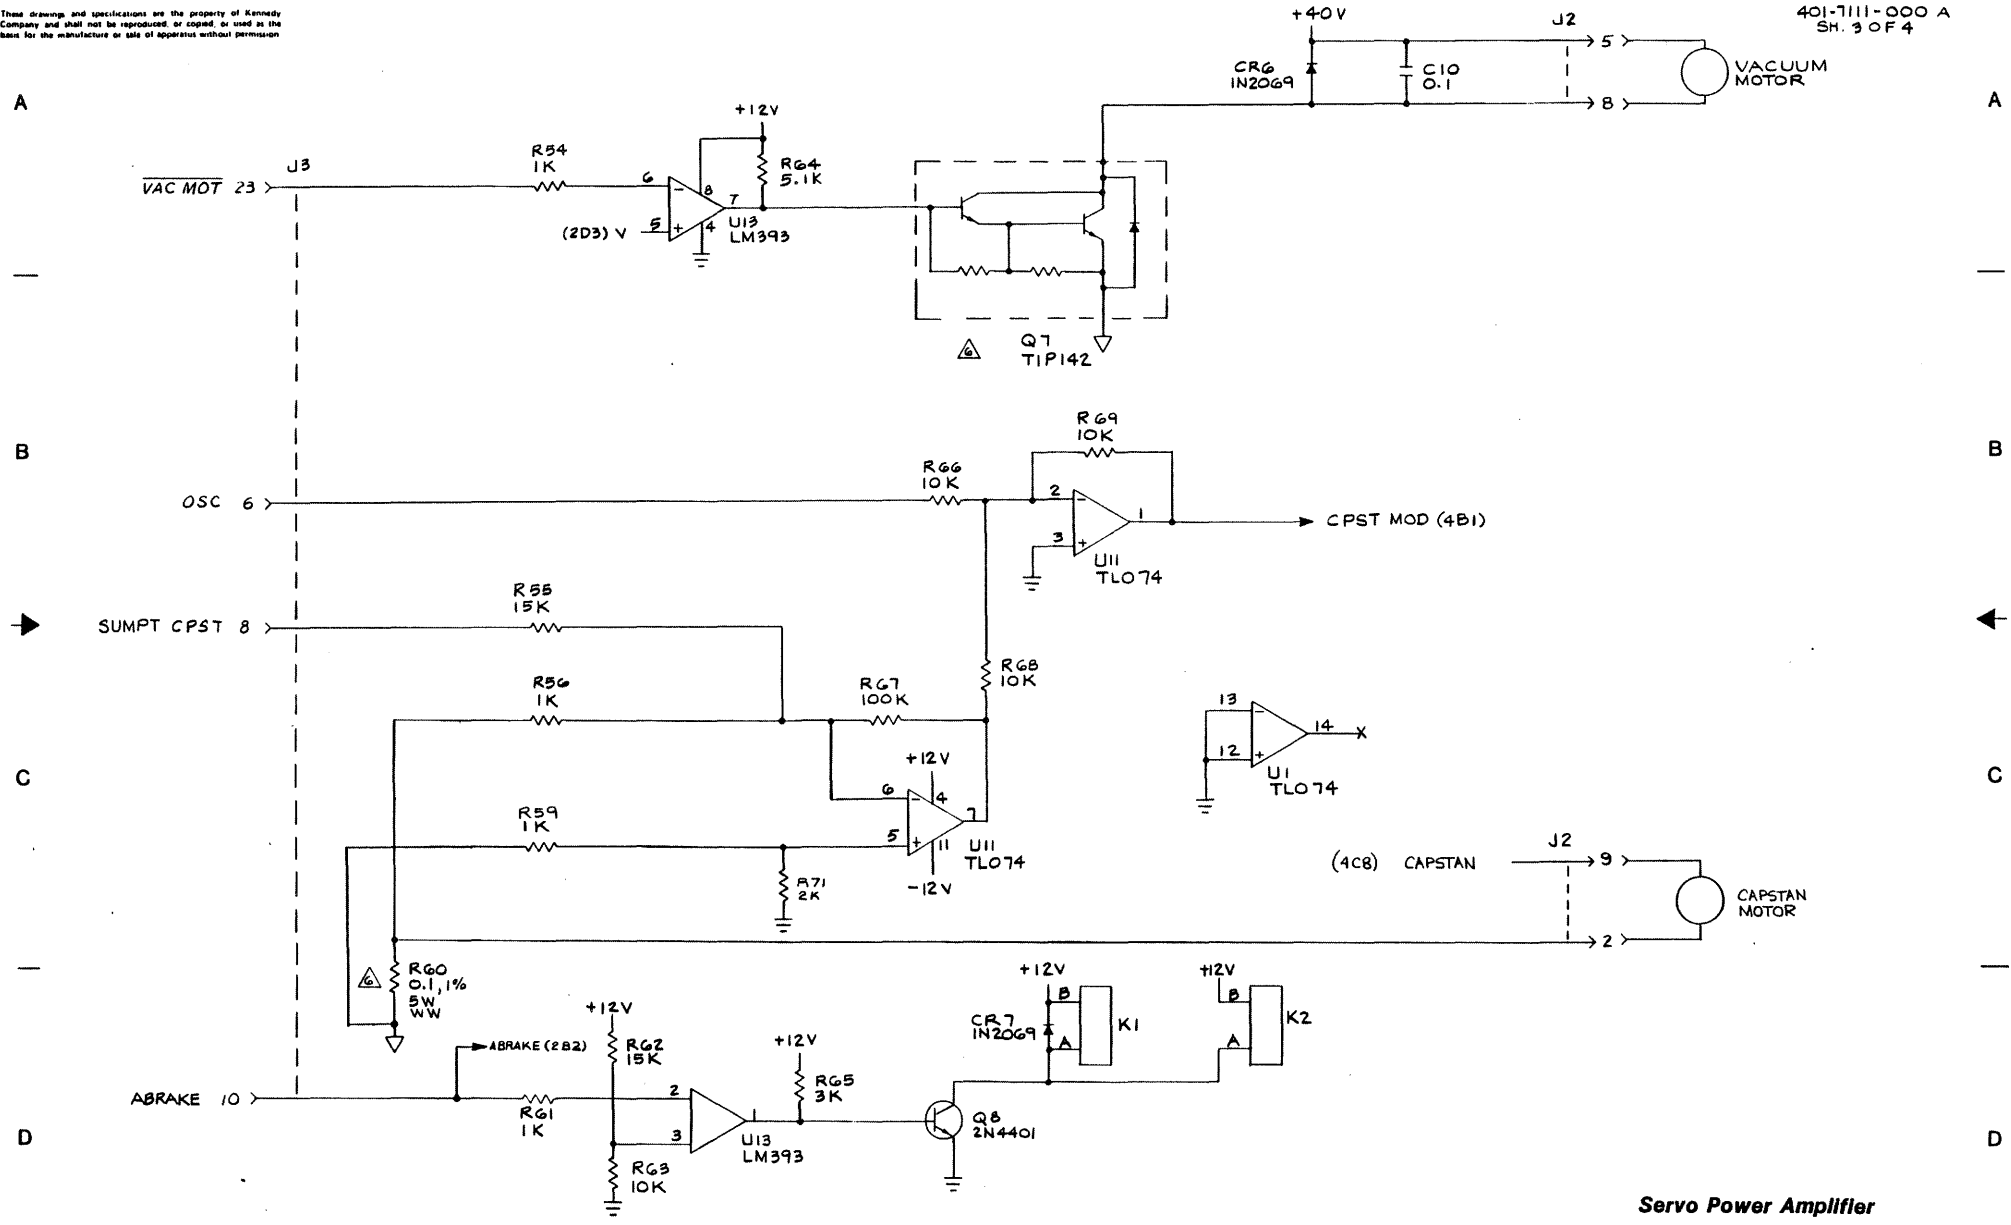 These drawings and specifications are the property of Kennedy
Company and shall not be reproduced, or copied, or used as the
basis for the manufacture or sale of apparatus without permission
401-7111-000 A
SH. 3 OF 4
+40V
J2
5
CR6
1N2069
C10
0.1
VACUUM
MOTOR
8
A
A
+12V
R54
1K
R64
5.1K
J3
VAC MOT 23
6
-
8
7
(2D3) V
5
+
4
U13
LM393
6
Q7
TIP142
R69
10K
B
B
R66
10K
OSC 6
2
-
1
CPST MOD (4B1)
3
+
U11
TL074
R55
15K
SUMPT CPST 8
R68
10K
R56
1K
R67
100K
13
-
14
X
12
+
U1
TL074
C
C
+12V
6
-
4
7
R59
1K
5
+
11
U11
TL074
-12V
R71
2K
J2
(4C8) CAPSTAN
9
CAPSTAN
MOTOR
2
6
R60
0.1, 1%
5W
WW
+12V
B
CR7
1N2069
A
K1
+12V
B
A
K2
+12V
R62
15K
ABRAKE (2B2)
+12V
R65
3K
ABRAKE 10
R61
1K
2
1
3
U13
LM393
Q8
2N4401
D
D
R63
10K
Servo Power Amplifier